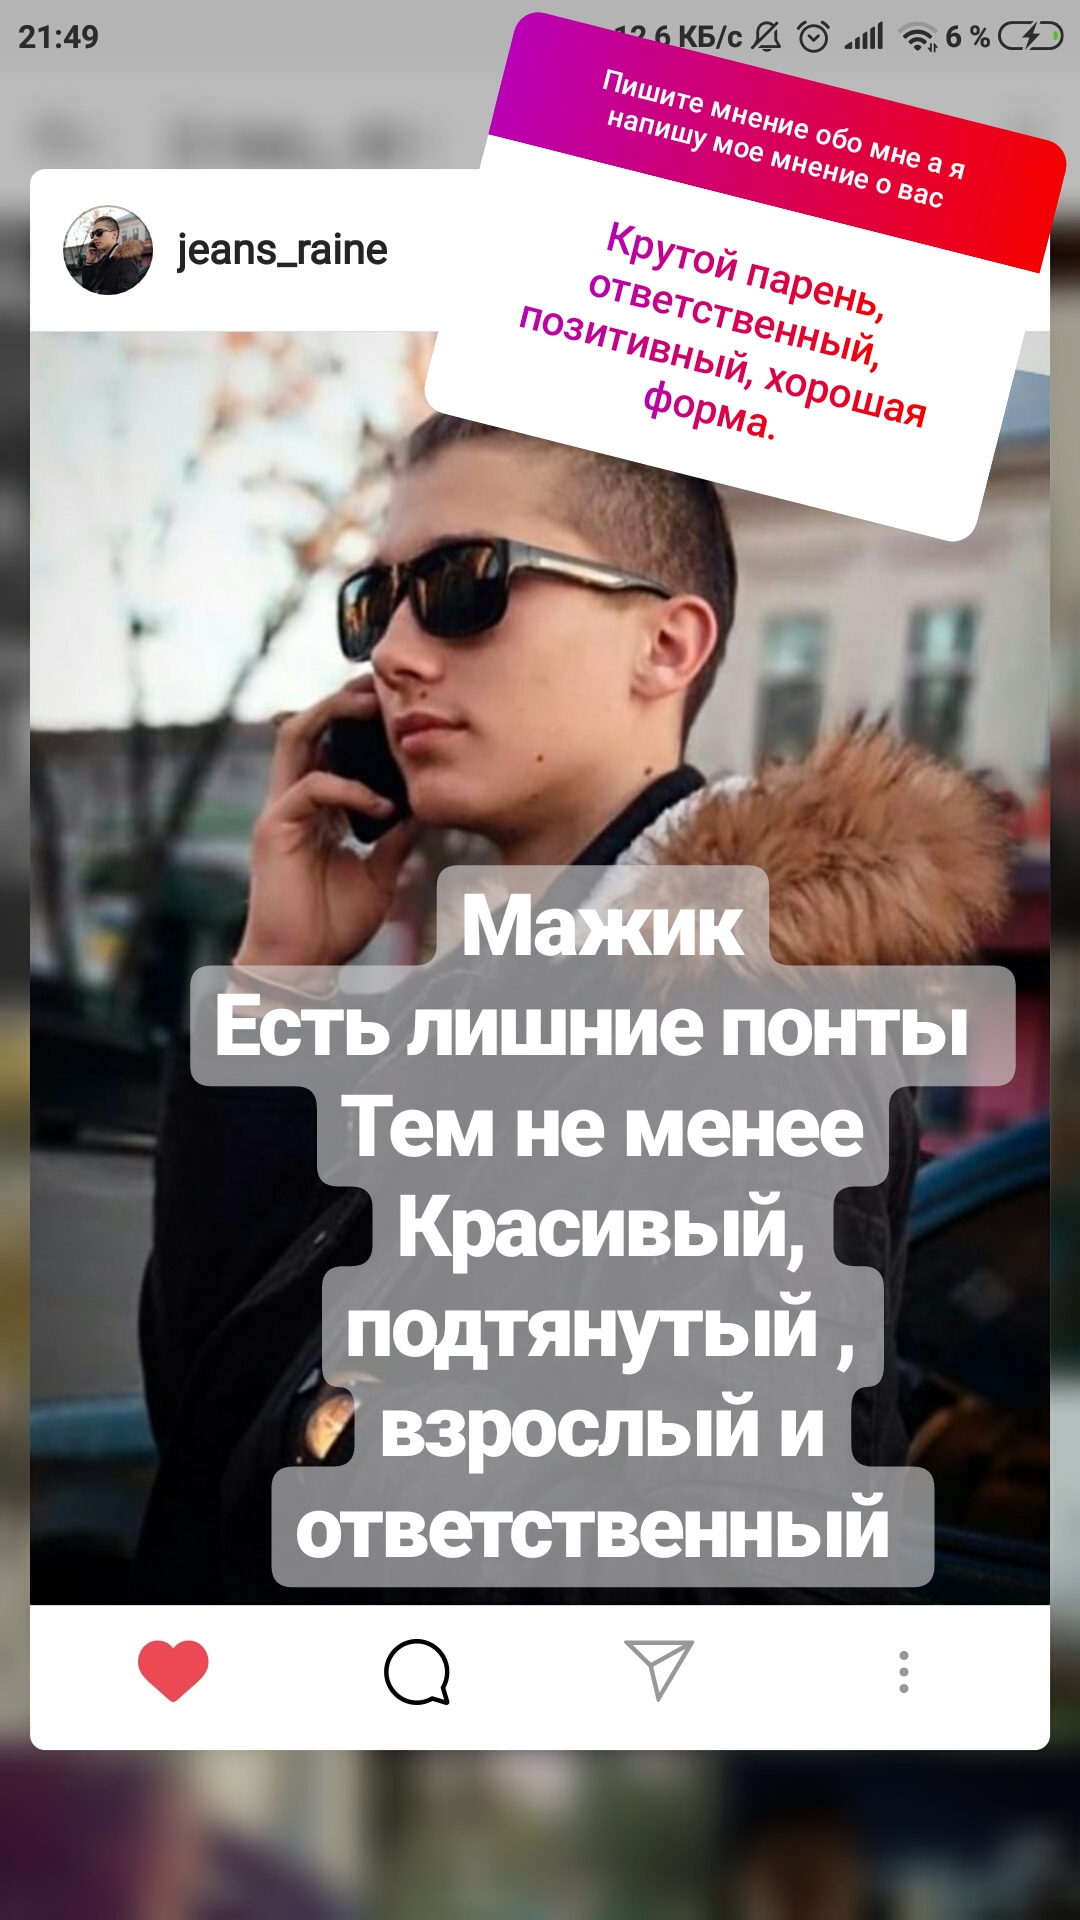 21:49
12,6 КБ/с
6 %
Пишите мнение обо мне а я
напишу мое мнение о вас
Крутой парень,
ответственный,
позитивный, хорошая
форма.
jeans_raine
Мажик
Есть лишние понты
Тем не менее
Красивый,
подтянутый ,
взрослый и
ответственный